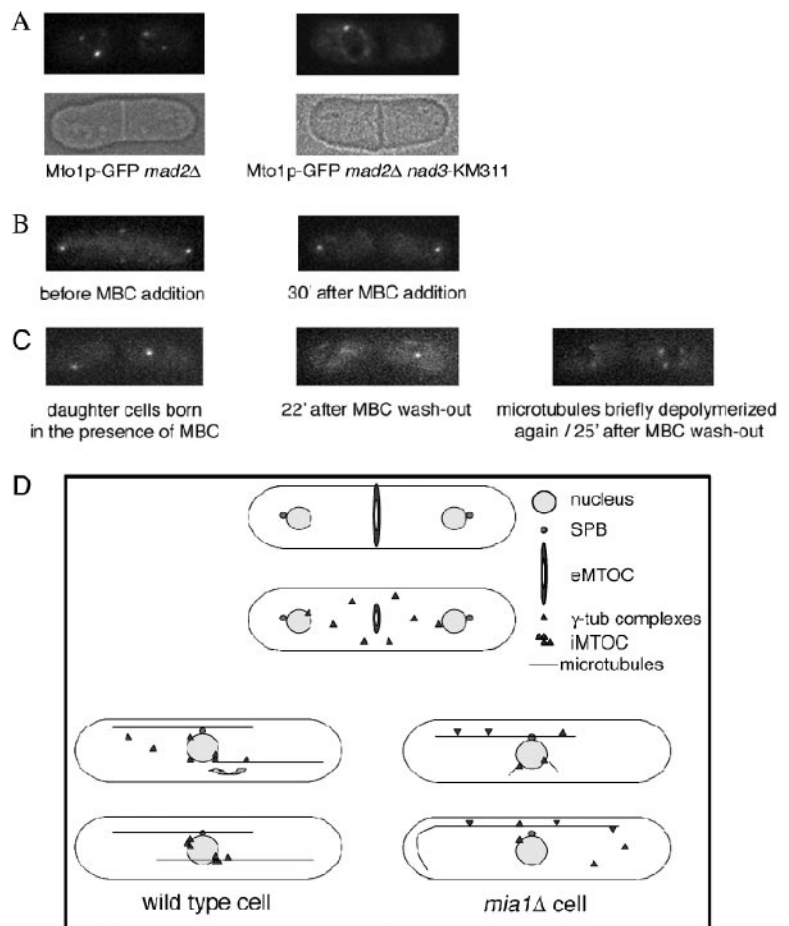 A
Mto1p-GFP mad2Δ
Mto1p-GFP mad2Δ nad3-KM311
B
before MBC addition
30' after MBC addition
C
daughter cells born
in the presence of MBC
22' after MBC wash-out
microtubules briefly depolymerized
again / 25' after MBC wash-out
D
nucleus
SPB
eMTOC
γ-tub complexes
iMTOC
microtubules
wild type cell
mia1Δ cell